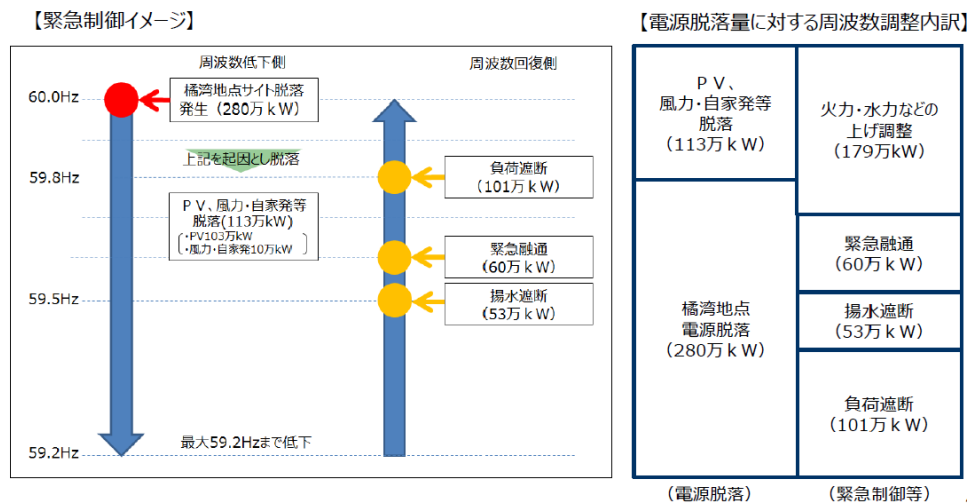 【緊急制御イメージ】
周波数低下側
周波数回復側
60.0Hz
橘湾地点サイト脱落
発生(280万kW)
上記を起因とし脱落
59.8Hz
負荷遮断
(101万kW)
PV、風力・自家発等
脱落(113万kW)
・PV103万kW
・風力・自家発10万kW
緊急融通
(60万kW)
59.5Hz
揚水遮断
(53万kW)
最大59.2Hzまで低下
59.2Hz
【電源脱落量に対する周波数調整内訳】
PV、
風力・自家発等
脱落
(113万kW)
火力・水力などの
上げ調整
(179万kW)
橘湾地点
電源脱落
(280万kW)
緊急融通
(60万kW)
揚水遮断
(53万kW)
負荷遮断
(101万kW)
(電源脱落)
(緊急制御等)